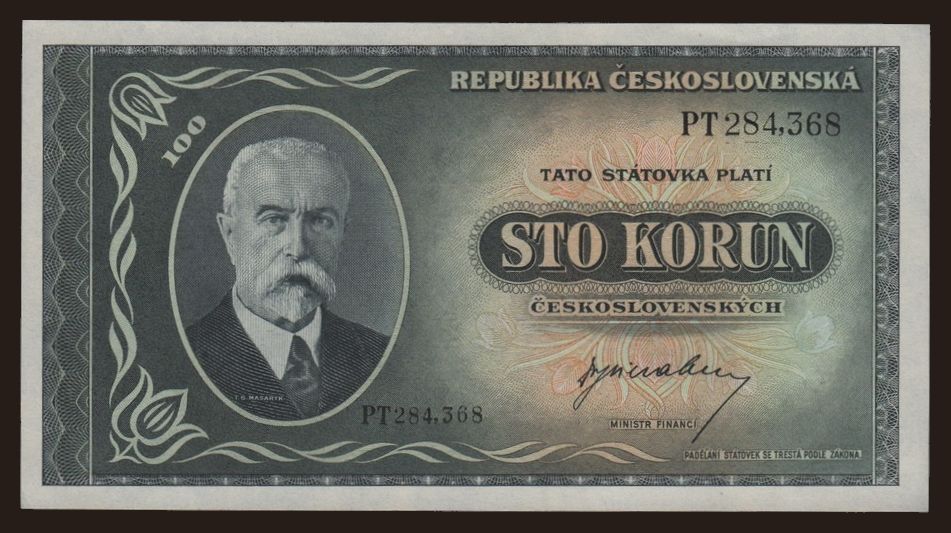 REPUBLIKA ČESKOSLOVENSKÁ
100
PT 284,368
TATO STÁTOVKA PLATÍ
STO KORUN
ČESKOSLOVENSKÝCH
T. G. MASARYK
PT 284,368
MINISTR FINANCÍ
PADĚLÁNÍ STÁTOVEK SE TRESTÁ PODLE ZÁKONA.